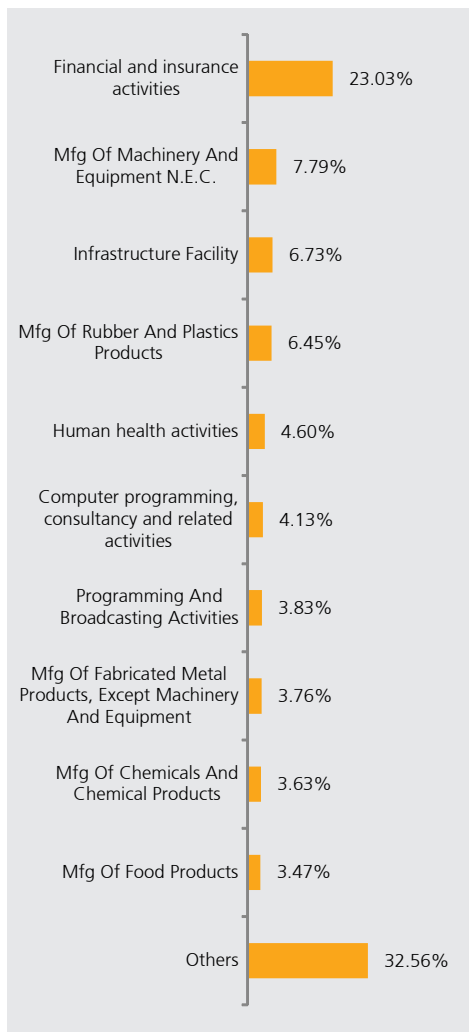 Financial and insurance
activities
23.03%
Mfg Of Machinery And
Equipment N.E.C.
7.79%
Infrastructure Facility
6.73%
Mfg Of Rubber And Plastics
Products
6.45%
Human health activities
4.60%
Computer programming,
consultancy and related
activities
4.13%
Programming And
Broadcasting Activities
3.83%
Mfg Of Fabricated Metal
Products, Except Machinery
And Equipment
3.76%
Mfg Of Chemicals And
Chemical Products
3.63%
Mfg Of Food Products
3.47%
Others
32.56%